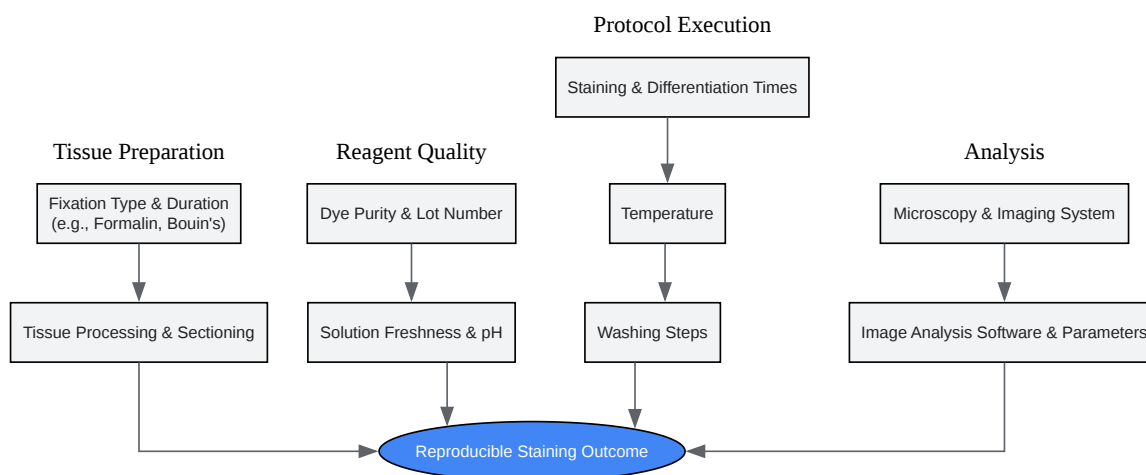 Protocol Execution
Staining & Differentiation Times
Tissue Preparation
Reagent Quality
Analysis
Fixation Type & Duration
(e.g., Formalin, Bouin's)
Dye Purity & Lot Number
Temperature
Microscopy & Imaging System
Tissue Processing & Sectioning
Solution Freshness & pH
Washing Steps
Image Analysis Software & Parameters
Reproducible Staining Outcome